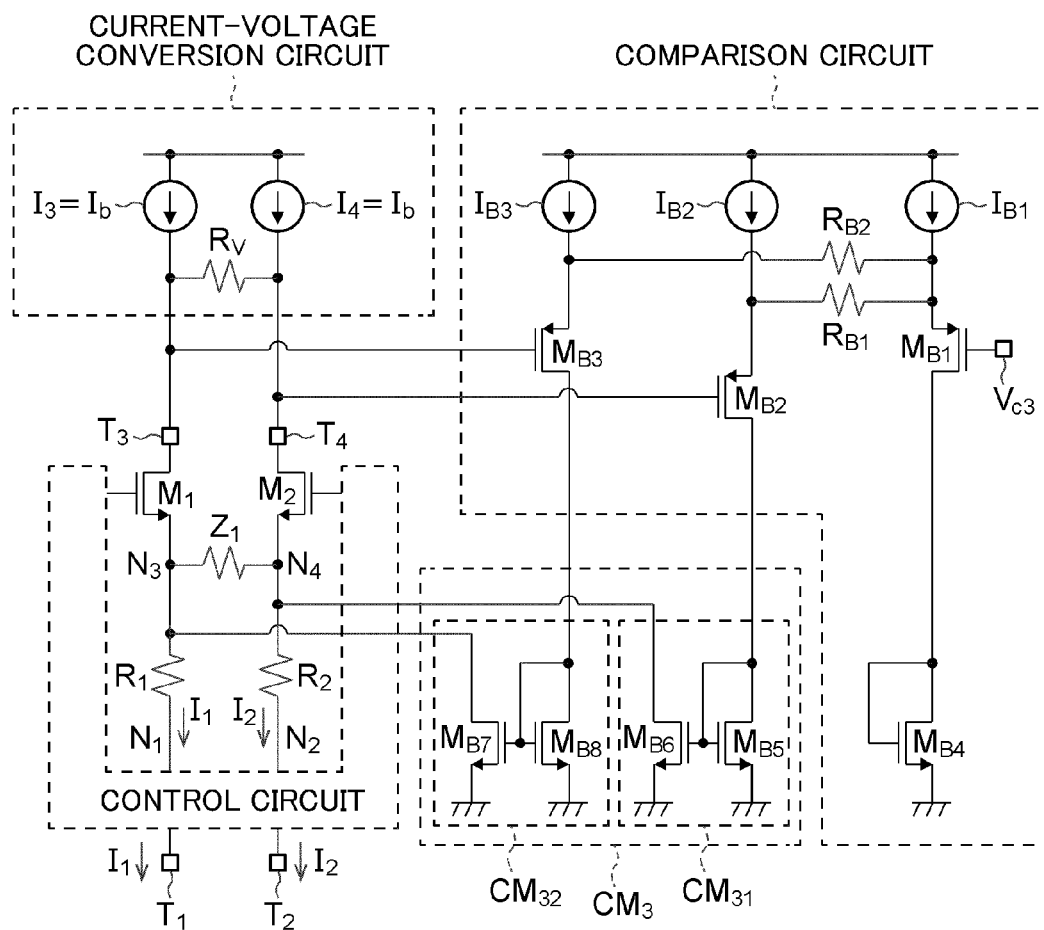 CURRENT-VOLTAGE
CONVERSION CIRCUIT
COMPARISON CIRCUIT
I3=Ib
I4=Ib
IB3
IB2
IB1
RV
RB2
RB1
MB3
MB2
MB1
Vc3
T3
T4
M1
M2
Z1
N3
N4
R1
R2
I1
I2
N1
N2
MB7
MB8
MB6
MB5
MB4
CONTROL CIRCUIT
I1
I2
T1
T2
CM32
CM3
CM31